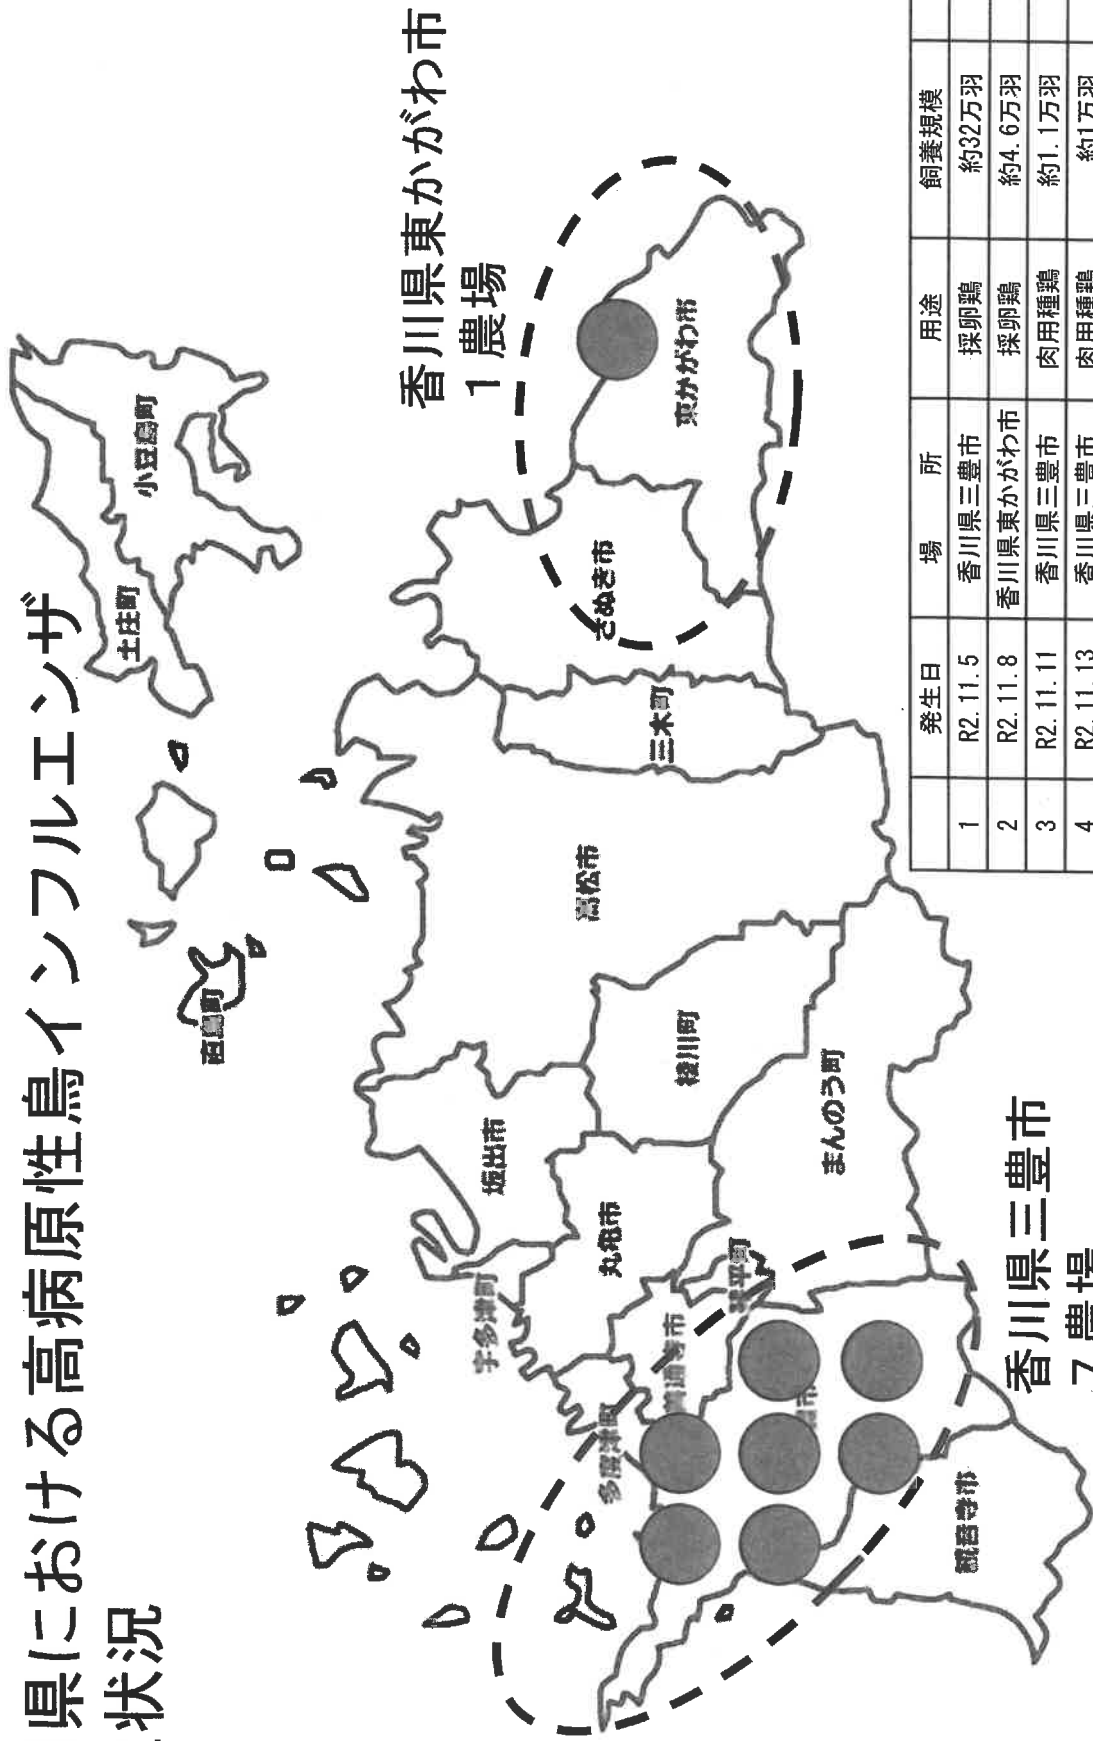 県における高病原性鳥インフルエンザ
状況
土庄町
小豆島町
直島町
香川県東かがわ市
1農場
高松市
三木町
さぬき市
東かがわ市
坂出市
宇多津町
丸亀市
綾川町
まんのう町
琴平町
善通寺市
多度津町
市
観音寺市
香川県三豊市
7農場
発生日 場所 用途 飼養規模
1 R2.11.5 香川県三豊市 採卵鶏 約32万羽
2 R2.11.8 香川県東かがわ市 採卵鶏 約4.6万羽
3 R2.11.11 香川県三豊市 肉用種鶏 約1.1万羽
4 R2.11.13 香川県三豊市 肉用種鶏 約1万羽